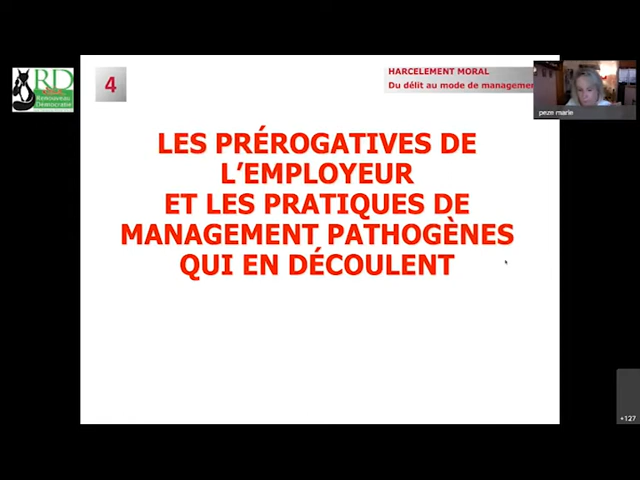 RD
Renouveau
Démocratie
4
HARCELEMENT MORAL
Du délit au mode de managemen
peze marie
LES PRÉROGATIVES DE
L'EMPLOYEUR
ET LES PRATIQUES DE
MANAGEMENT PATHOGÈNES
QUI EN DÉCOULENT
+127